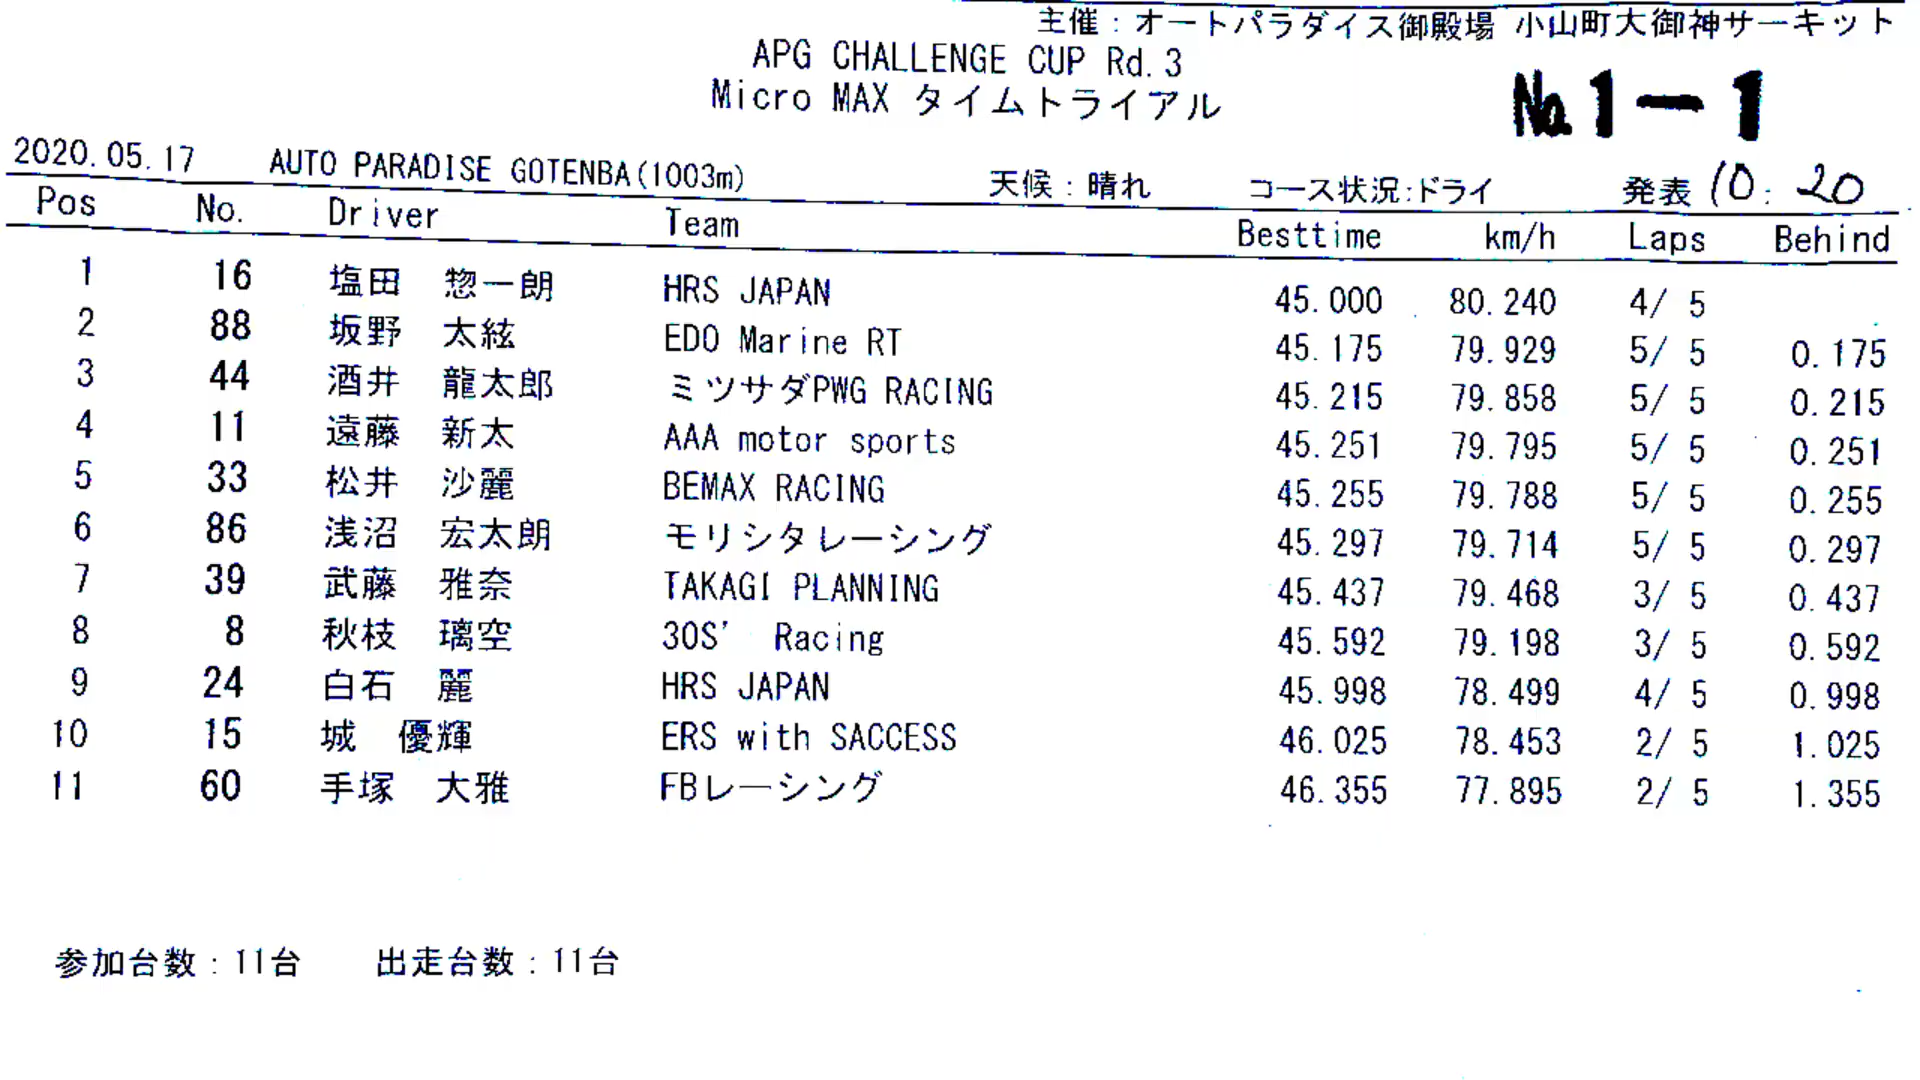 主催：オートパラダイス御殿場 小山町大御神サーキット
APG CHALLENGE CUP Rd.3
Micro MAX タイムトライアル
No.1-1
2020.05.17 AUTO PARADISE GOTENBA(1003m) 天候：晴れ コース状況：ドライ 発表 10:20
Pos No. Driver Team Besttime km/h Laps Behind
1 16 塩田 惣一朗 HRS JAPAN 45.000 80.240 4/ 5
2 88 坂野 太絃 EDO Marine RT 45.175 79.929 5/ 5 0.175
3 44 酒井 龍太郎 ミツサダPWG RACING 45.215 79.858 5/ 5 0.215
4 11 遠藤 新太 AAA motor sports 45.251 79.795 5/ 5 0.251
5 33 松井 沙麗 BEMAX RACING 45.255 79.788 5/ 5 0.255
6 86 浅沼 宏太朗 モリシタレーシング 45.297 79.714 5/ 5 0.297
7 39 武藤 雅奈 TAKAGI PLANNING 45.437 79.468 3/ 5 0.437
8 8 秋枝 璃空 30S' Racing 45.592 79.198 3/ 5 0.592
9 24 白石 麗 HRS JAPAN 45.998 78.499 4/ 5 0.998
10 15 城 優輝 ERS with SACCESS 46.025 78.453 2/ 5 1.025
11 60 手塚 大雅 FBレーシング 46.355 77.895 2/ 5 1.355
参加台数：11台 出走台数：11台